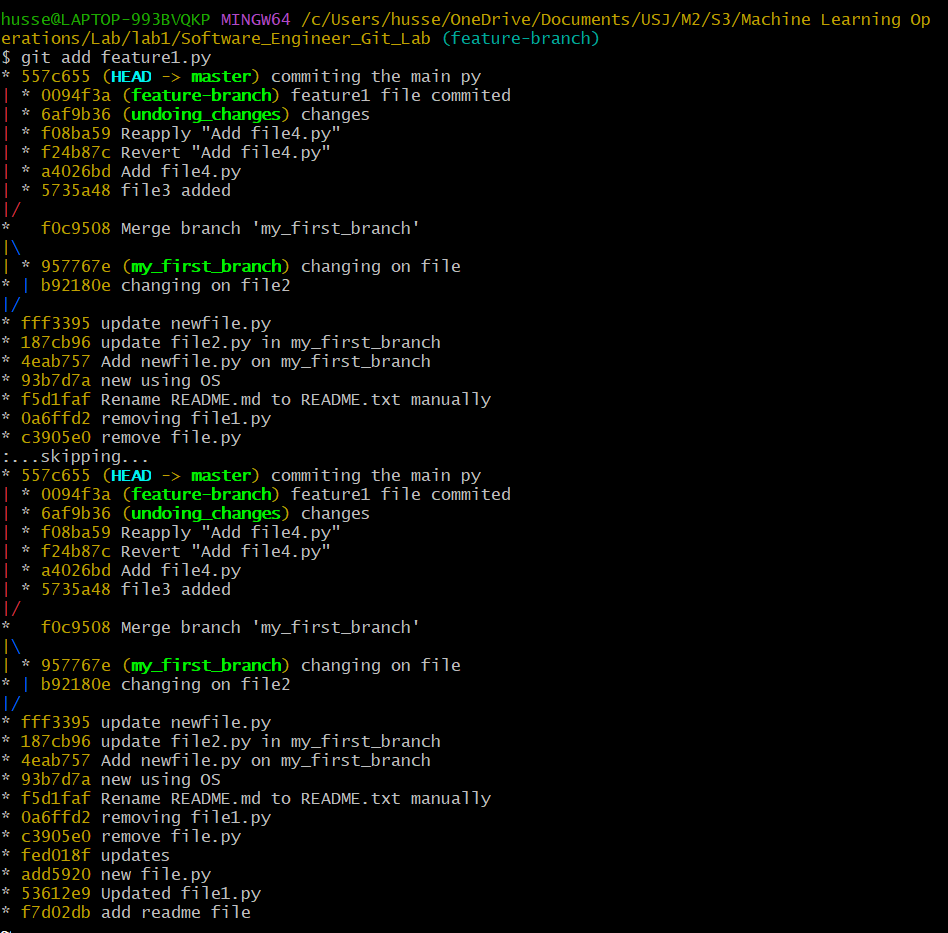 husse@LAPTOP-993BVQKP MINGW64 /c/Users/husse/OneDrive/Documents/USJ/M2/S3/Machine Learning Op
erations/Lab/lab1/Software_Engineer_Git_Lab (feature-branch)
$ git add feature1.py
* 557c655 (HEAD -> master) commiting the main py
| * 0094f3a (feature-branch) feature1 file commited
| * 6af9b36 (undoing_changes) changes
| * f08ba59 Reapply "Add file4.py"
| * f24b87c Revert "Add file4.py"
| * a4026bd Add file4.py
| * 5735a48 file3 added
|/
*   f0c9508 Merge branch 'my_first_branch'
|\
| * 957767e (my_first_branch) changing on file
* | b92180e changing on file2
|/
* fff3395 update newfile.py
* 187cb96 update file2.py in my_first_branch
* 4eab757 Add newfile.py on my_first_branch
* 93b7d7a new using OS
* f5d1faf Rename README.md to README.txt manually
* 0a6ffd2 removing file1.py
* c3905e0 remove file.py
:...skipping...
* 557c655 (HEAD -> master) commiting the main py
| * 0094f3a (feature-branch) feature1 file commited
| * 6af9b36 (undoing_changes) changes
| * f08ba59 Reapply "Add file4.py"
| * f24b87c Revert "Add file4.py"
| * a4026bd Add file4.py
| * 5735a48 file3 added
|/
*   f0c9508 Merge branch 'my_first_branch'
|\
| * 957767e (my_first_branch) changing on file
* | b92180e changing on file2
|/
* fff3395 update newfile.py
* 187cb96 update file2.py in my_first_branch
* 4eab757 Add newfile.py on my_first_branch
* 93b7d7a new using OS
* f5d1faf Rename README.md to README.txt manually
* 0a6ffd2 removing file1.py
* c3905e0 remove file.py
* fed018f updates
* add5920 new file.py
* 53612e9 Updated file1.py
* f7d02db add readme file
~